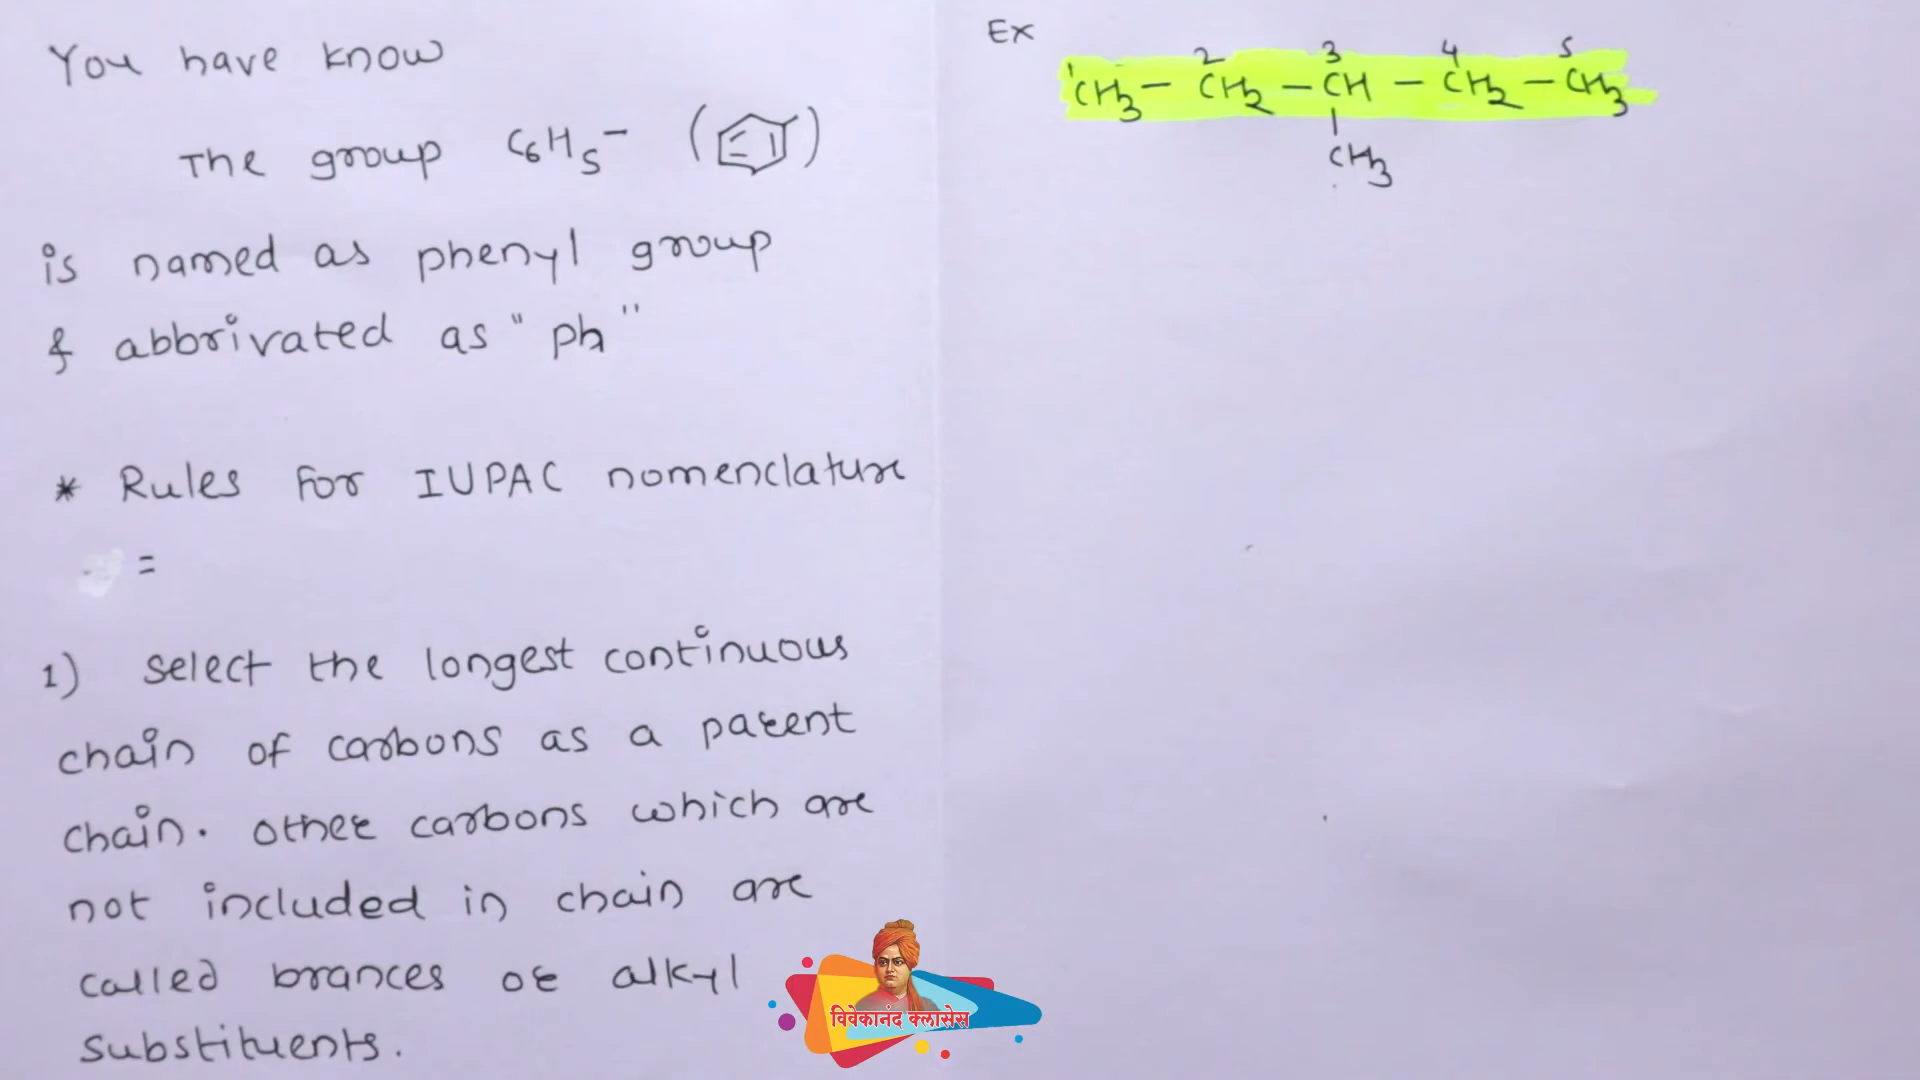 You have know
The group C6H5- ( )
is named as phenyl group
& abbrivated as "ph"
* Rules For IUPAC nomenclature
=
1) select the longest continuous
chain of carbons as a parent
chain. other carbons which are
not included in chain are
called brances or alkyl
substituents.
Ex
1 2 3 4 5
CH3 - CH2 - CH - CH2 - CH3
|
CH3
विवेकानंद क्लासेस